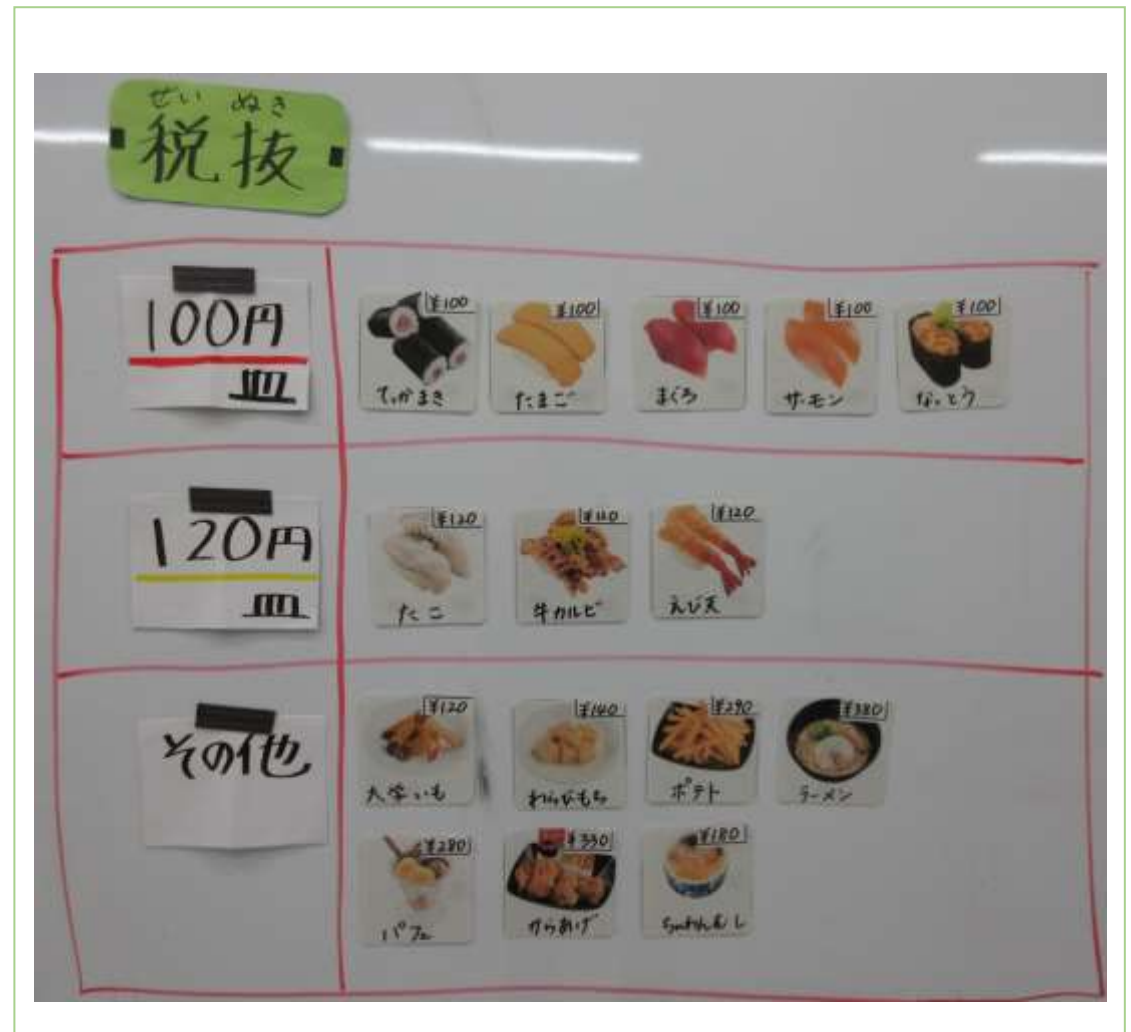 せい ぬき
税抜
100円
皿
¥100
てっかまき
¥100
たまご
¥100
まぐろ
¥100
サーモン
¥100
なっとう
120円
皿
¥120
たこ
¥120
牛カルビ
¥120
えび天
その他
¥120
大学いも
¥140
わらびもち
¥290
ポテト
¥380
ラーメン
¥280
パフェ
¥330
からあげ
¥180
ちゃわんむし